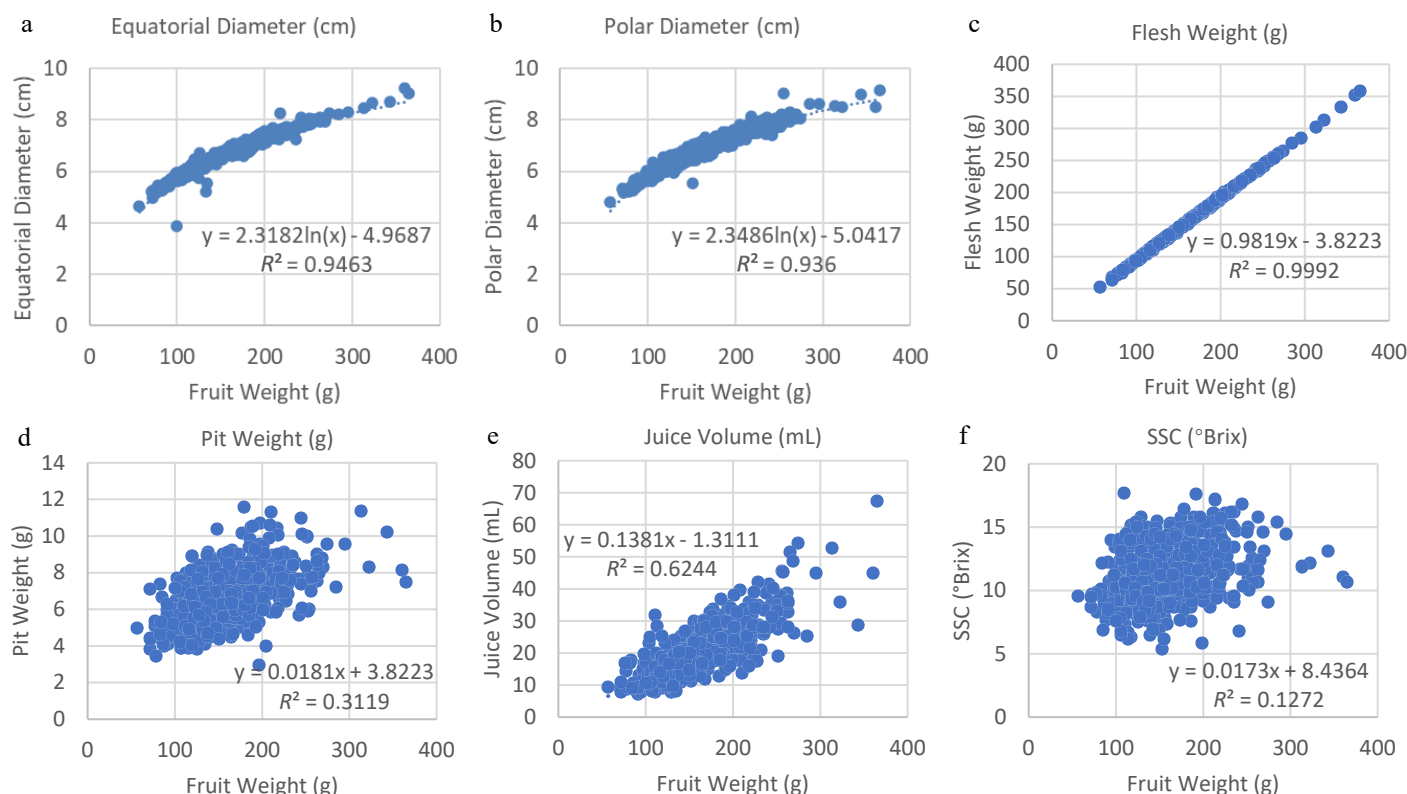 a
Equatorial Diameter (cm)
Equatorial Diameter (cm)
10
8
6
4
2
0
y = 2.3182ln(x) - 4.9687
R² = 0.9463
0 100 200 300 400
Fruit Weight (g)
b
Polar Diameter (cm)
Polar Diameter (cm)
10
8
6
4
2
0
y = 2.3486ln(x) - 5.0417
R² = 0.936
0 100 200 300 400
Fruit Weight (g)
c
Flesh Weight (g)
Flesh Weight (g)
400
350
300
250
200
150
100
50
0
y = 0.9819x - 3.8223
R² = 0.9992
0 100 200 300 400
Fruit Weight (g)
d
Pit Weight (g)
Pit Weight (g)
14
12
10
8
6
4
2
0
y = 0.0181x + 3.8223
R² = 0.3119
0 100 200 300 400
Fruit Weight (g)
e
Juice Volume (mL)
Juice Volume (mL)
80
70
60
50
40
30
20
10
0
y = 0.1381x - 1.3111
R² = 0.6244
0 100 200 300 400
Fruit Weight (g)
f
SSC (°Brix)
SSC (°Brix)
20
15
10
5
0
y = 0.0173x + 8.4364
R² = 0.1272
0 100 200 300 400
Fruit Weight (g)